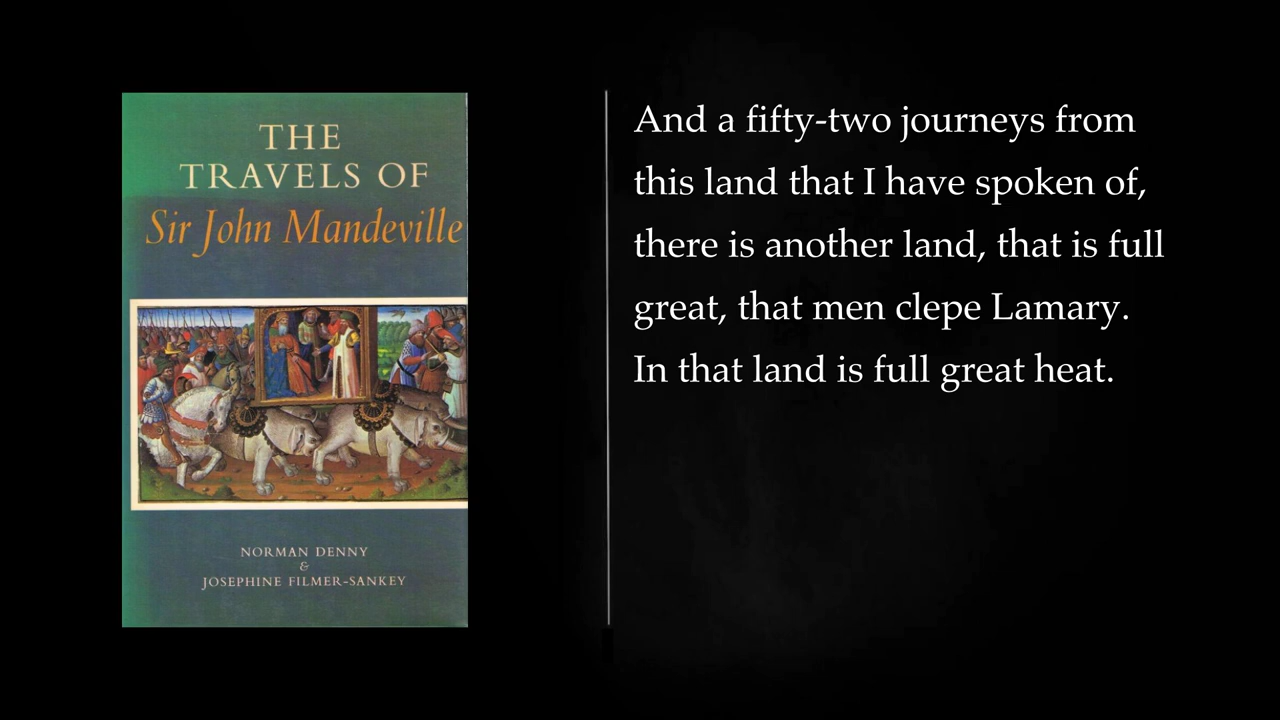 THE
TRAVELS OF
Sir John Mandeville
NORMAN DENNY
&
JOSEPHINE FILMER-SANKEY
And a fifty-two journeys from
this land that I have spoken of,
there is another land, that is full
great, that men clepe Lamary.
In that land is full great heat.